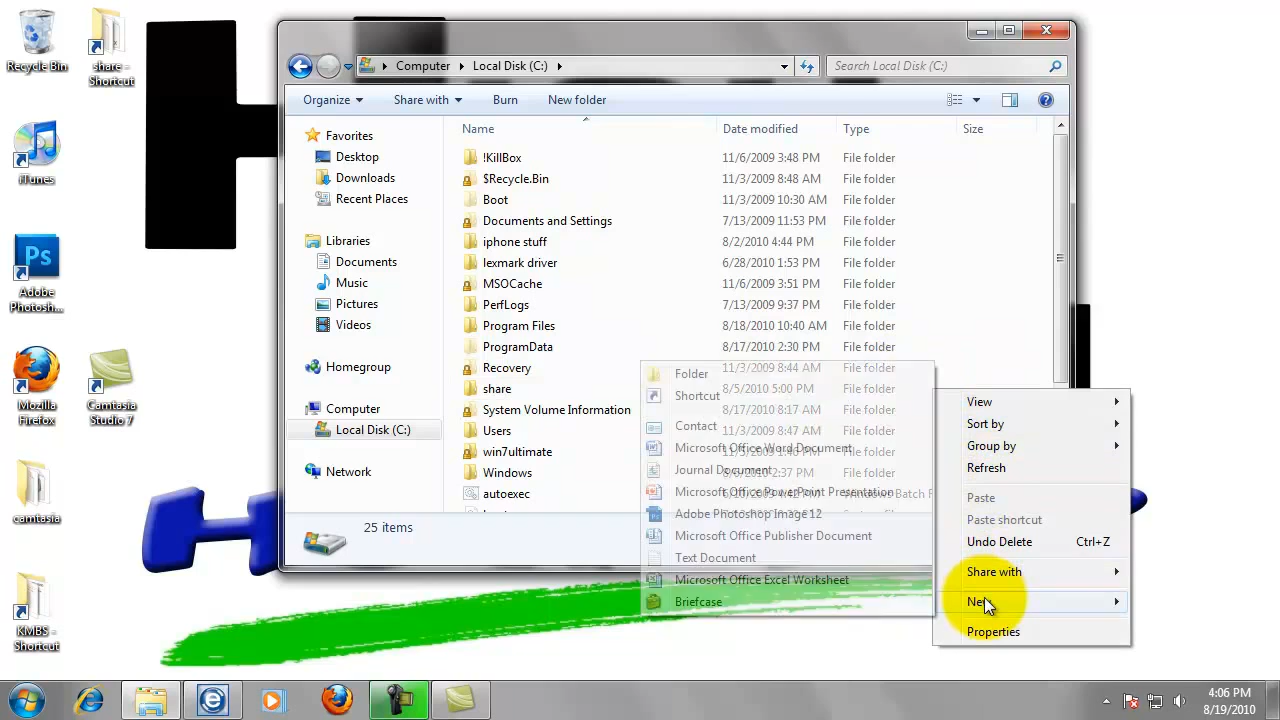 Recycle Bin
share -
Shortcut
iTunes
Ps
Adobe
Photosh...
Mozilla
Firefox
Camtasia
Studio 7
camtasia
KMBS -
Shortcut
Computer
Local Disk (C:)
Search Local Disk (C:)
Organize
Share with
Burn
New folder
Favorites
Desktop
Downloads
Recent Places
Libraries
Documents
Music
Pictures
Videos
Homegroup
Computer
Local Disk (C:)
Network
Name Date modified Type Size
!KillBox 11/6/2009 3:48 PM File folder
$Recycle.Bin 11/3/2009 8:48 AM File folder
Boot 11/3/2009 10:30 AM File folder
Documents and Settings 7/13/2009 11:53 PM File folder
iphone stuff 8/2/2010 4:44 PM File folder
lexmark driver 6/28/2010 1:53 PM File folder
MSOCache 11/6/2009 3:51 PM File folder
PerfLogs 7/13/2009 9:37 PM File folder
Program Files 8/18/2010 10:40 AM File folder
ProgramData 8/17/2010 2:30 PM File folder
Recovery 11/3/2009 8:44 AM File folder
share 8/5/2010 5:00 PM File folder
System Volume Information 8/17/2010 8:17 AM File folder
Users 11/3/2009 8:47 AM File folder
win7ultimate File folder
Windows 2:37 PM File folder
autoexec Windows Batch F
25 items
Folder
Shortcut
Contact
Microsoft Office Word Document
Journal Document
Microsoft Office PowerPoint Presentation
Adobe Photoshop Image 12
Microsoft Office Publisher Document
Text Document
Microsoft Office Excel Worksheet
Briefcase
View
Sort by
Group by
Refresh
Paste
Paste shortcut
Undo Delete Ctrl+Z
Share with
New
Properties
4:06 PM
8/19/2010